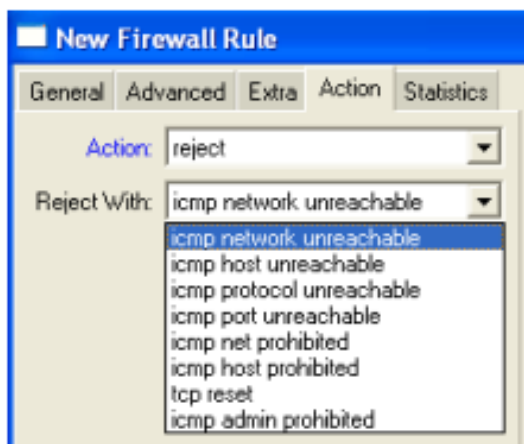 New Firewall Rule
General Advanced Extra Action Statistics
Action: reject
Reject With: icmp network unreachable
icmp network unreachable
icmp host unreachable
icmp protocol unreachable
icmp port unreachable
icmp net prohibited
icmp host prohibited
tcp reset
icmp admin prohibited